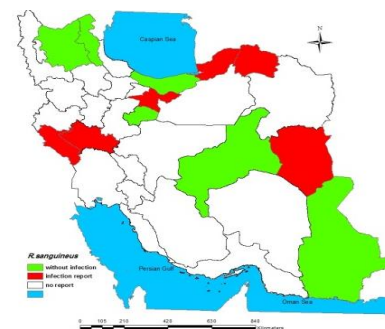 Caspian Sea
N
R.sanguineus
without infection
infection report
no report
Persian Gulf
Oman Sea
0 105 210 420 630 840
Kilometers